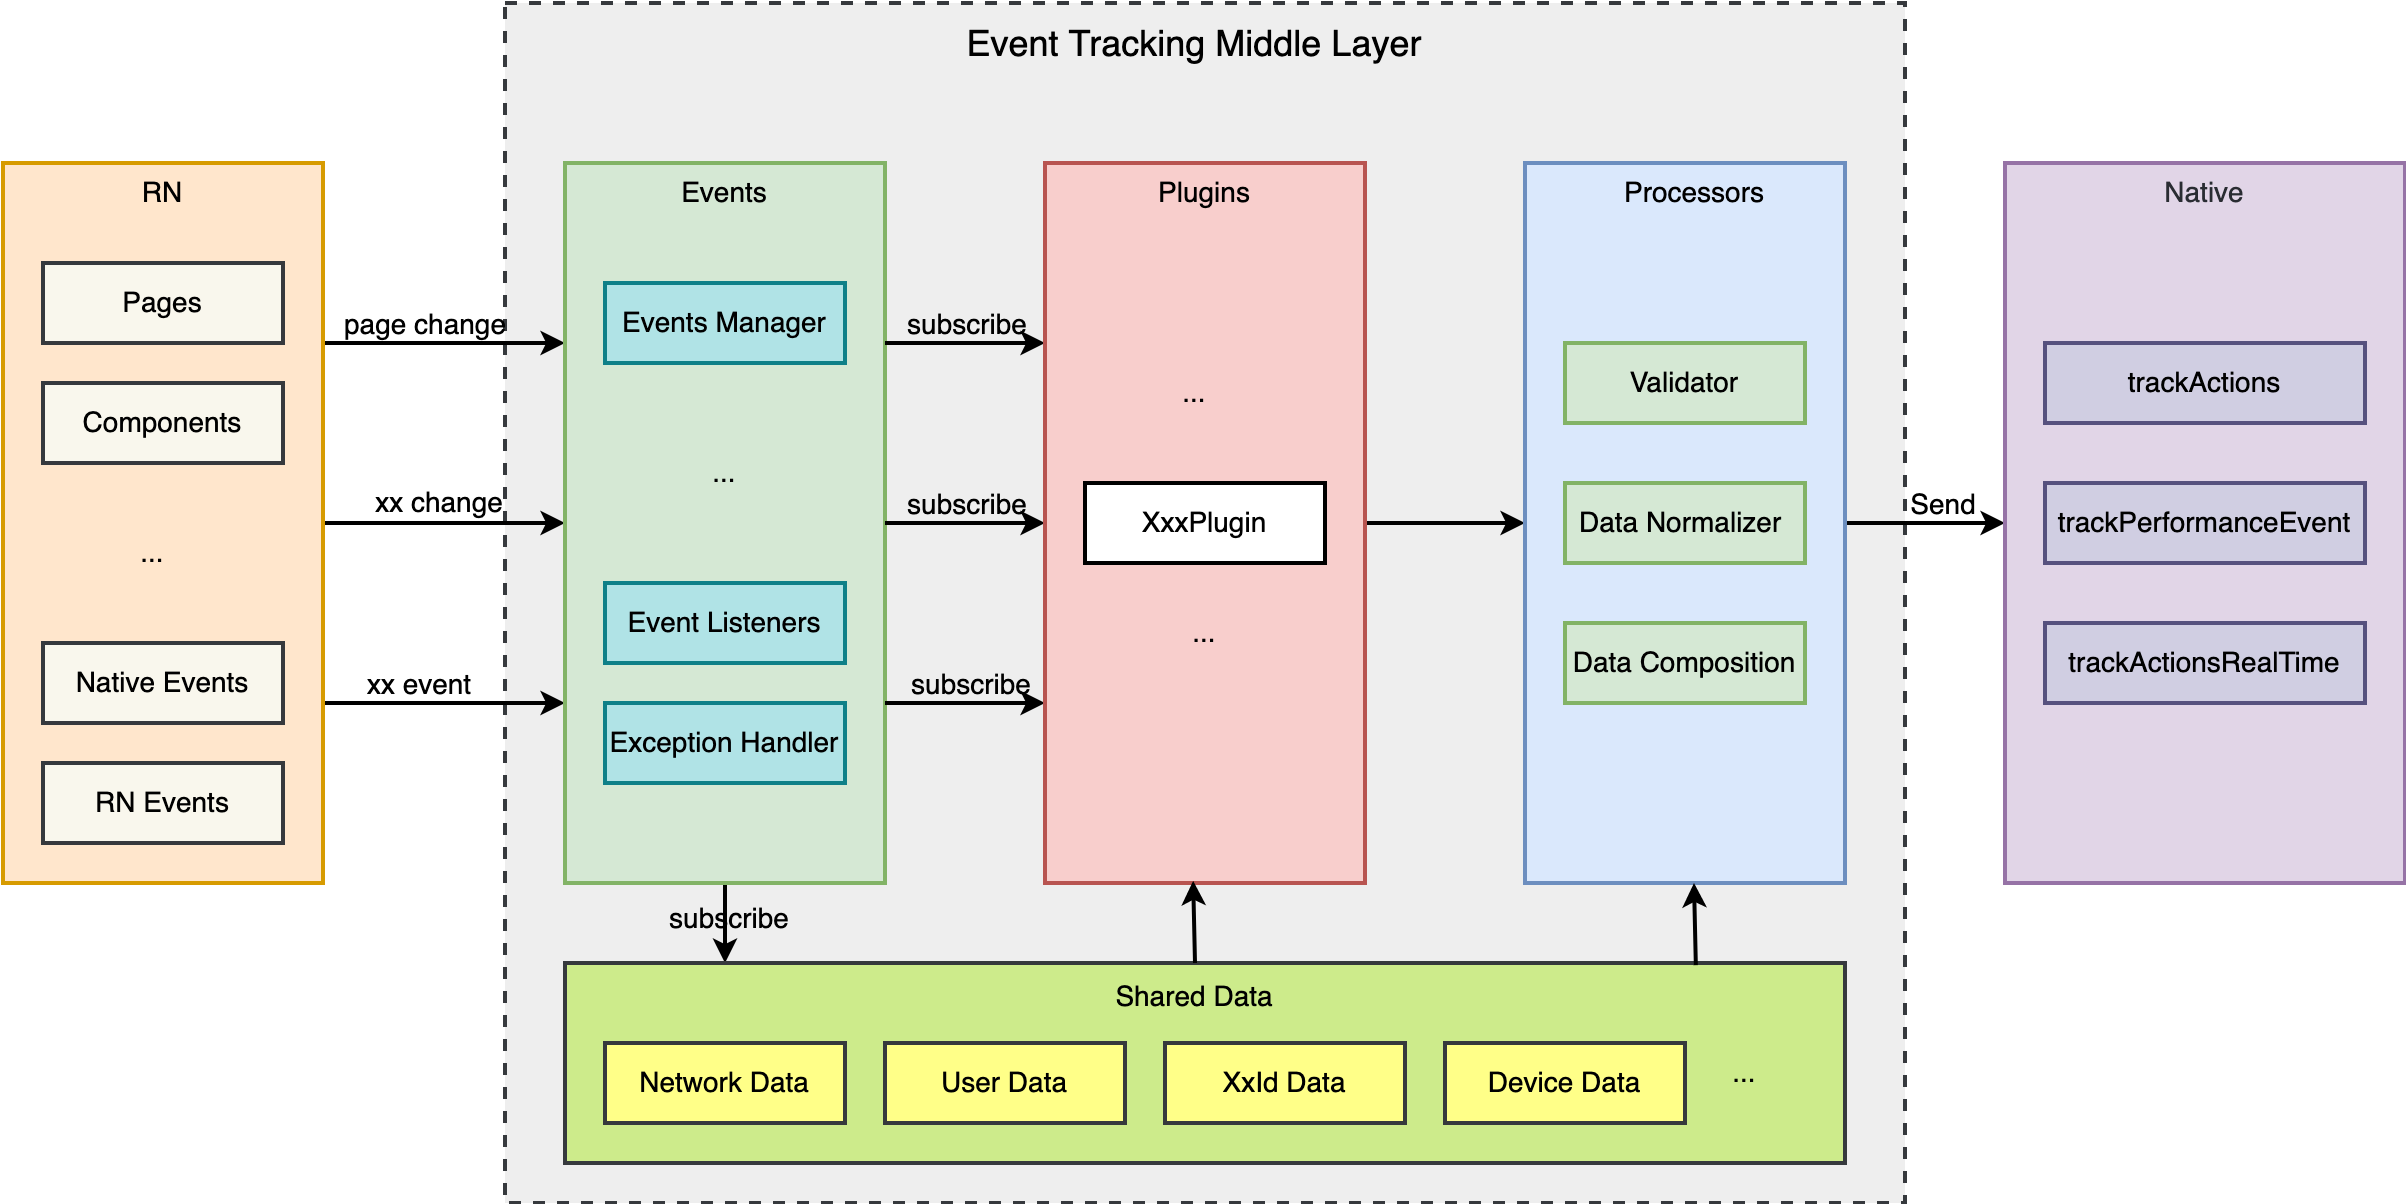 Event Tracking Middle Layer
RN
Pages
Components
...
Native Events
RN Events
page change
xx change
xx event
Events
Events Manager
...
Event Listeners
Exception Handler
subscribe
subscribe
subscribe
Plugins
...
XxxPlugin
...
Processors
Validator
Data Normalizer
Data Composition
Send
Native
trackActions
trackPerformanceEvent
trackActionsRealTime
subscribe
Shared Data
Network Data
User Data
XxId Data
Device Data
...